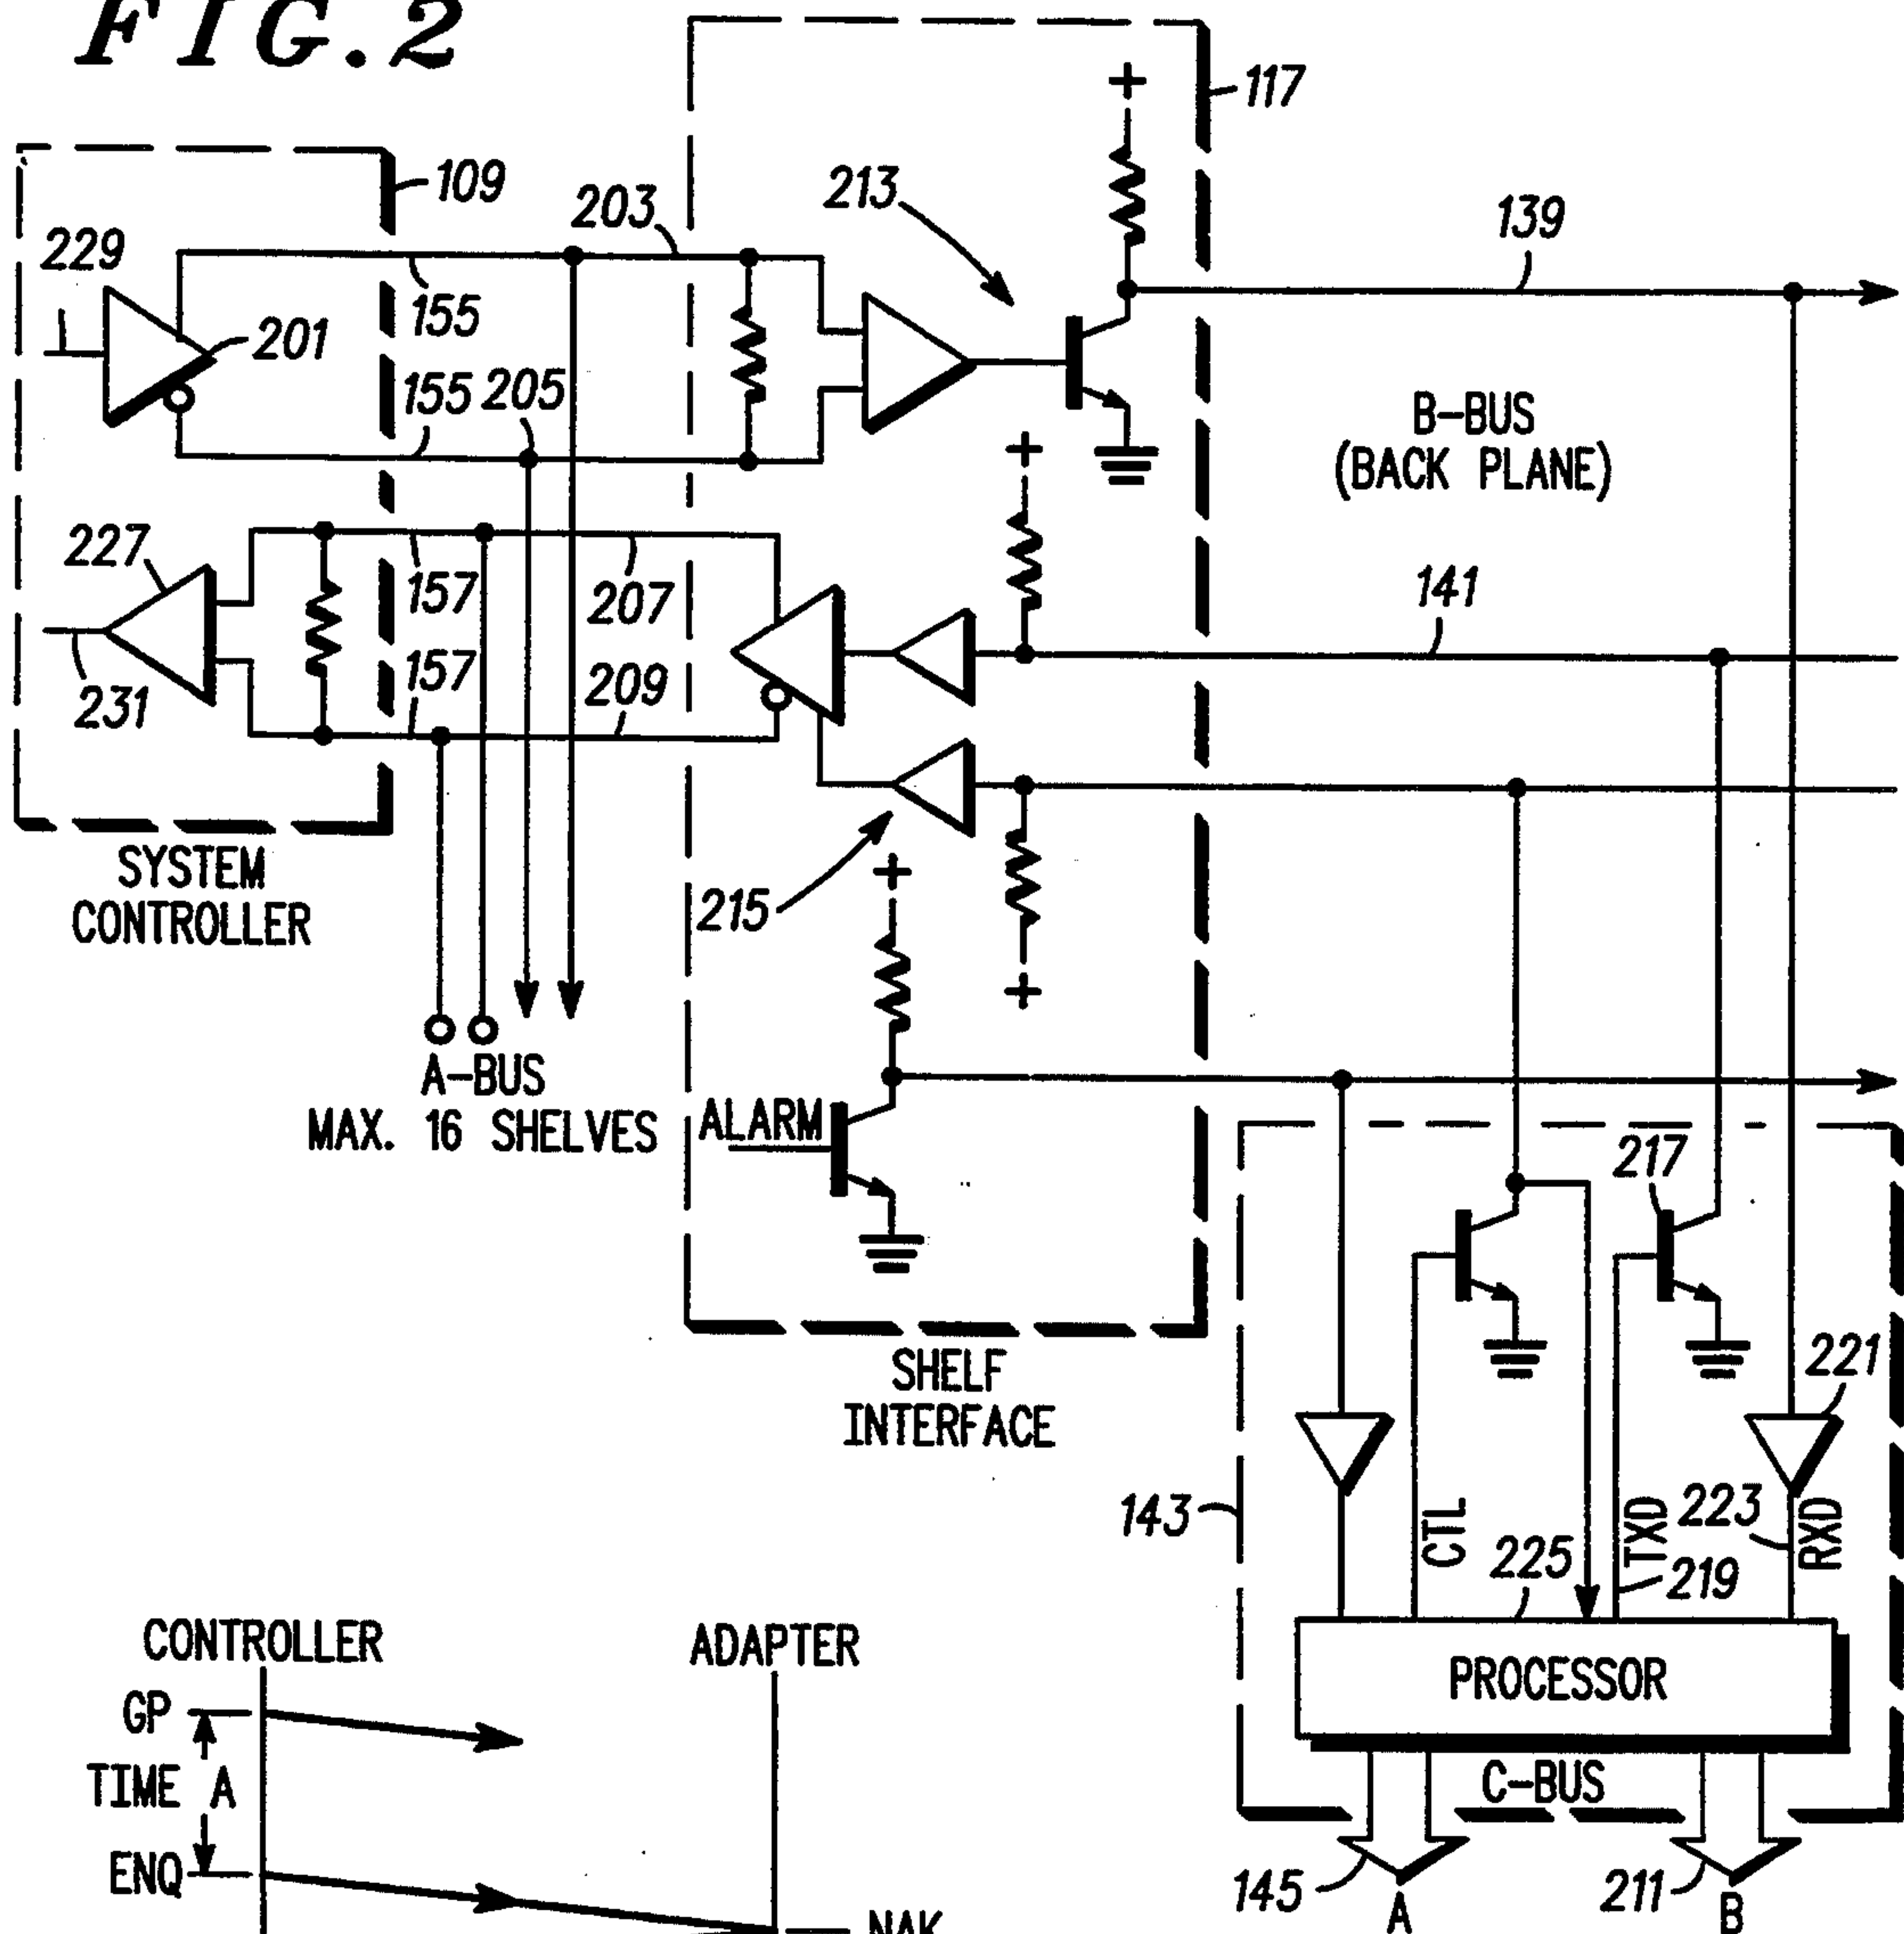 FIG.2
117
109
203
213
139
229
155
201
155
205
B-BUS
(BACK PLANE)
227
157
207
141
231
157
209
SYSTEM
CONTROLLER
215
A-BUS
MAX. 16 SHELVES
ALARM
217
SHELF
INTERFACE
221
143
CTL
225
TXD
219
223
RXD
PROCESSOR
C-BUS
145
A
211
B
CONTROLLER
ADAPTER
GP
TIME A
ENQ
NAK